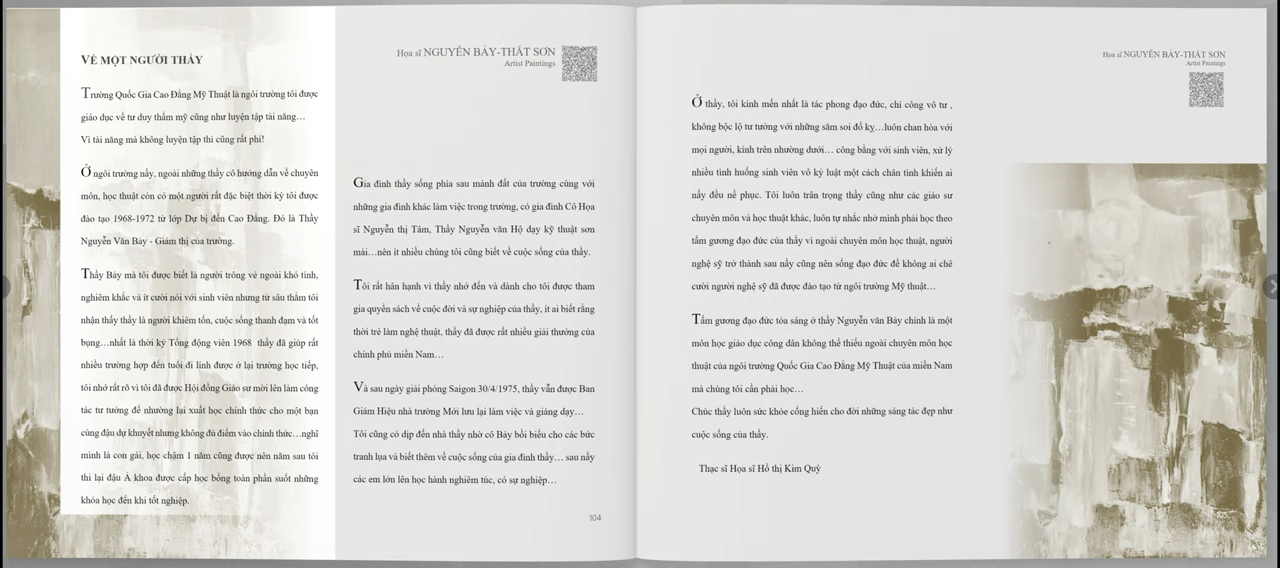 VỀ MỘT NGƯỜI THẦY
Trường Quốc Gia Cao Đẳng Mỹ Thuật là ngôi trường tôi được
giáo dục về tư duy thẩm mỹ cũng như luyện tập tài năng…
Vì tài năng mà không luyện tập thì cũng rất phí!
Ở ngôi trường nầy, ngoài những thầy cô hướng dẫn về chuyên
môn, học thuật còn có một người rất đặc biệt thời kỳ tôi được
đào tạo 1968-1972 từ lớp Dự bị đến Cao Đẳng. Đó là Thầy
Nguyễn Văn Bảy - Giám thị của trường.
Thầy Bảy mà tôi được biết là người trông vẻ ngoài khó tính,
nghiêm khắc và ít cười nói với sinh viên nhưng từ sâu thẳm tôi
nhận thấy thầy là người khiêm tốn, cuộc sống thanh đạm và tốt
bụng…nhất là thời kỳ Tổng động viên 1968 thầy đã giúp rất
nhiều trường hợp đến tuổi đi lính được ở lại trường học tiếp,
tôi nhớ rất rõ vì tôi đã được Hội đồng Giáo sư mời lên làm công
tác tư tưởng để nhường lại xuất học chính thức cho một bạn
cùng đậu dự khuyết nhưng không đủ điểm vào chính thức…nghĩ
mình là con gái, học chậm 1 năm cũng được nên năm sau tôi
thi lại đậu Á khoa được cấp học bổng toàn phần suốt những
khóa học đến khi tốt nghiệp.
Họa sĩ NGUYỄN BẢY-THẤT SƠN
Artist Paintings
Gia đình thầy sống phía sau mảnh đất của trường cùng với
những gia đình khác làm việc trong trường, có gia đình Cô Họa
sĩ Nguyễn thị Tâm, Thầy Nguyễn văn Hộ dạy kỹ thuật sơn
mài…nên ít nhiều chúng tôi cũng biết về cuộc sống của thầy.
Tôi rất hân hạnh vì thầy nhớ đến và dành cho tôi được tham
gia quyển sách về cuộc đời và sự nghiệp của thầy, ít ai biết rằng
thời trẻ làm nghệ thuật, thầy đã được rất nhiều giải thưởng của
chính phủ miền Nam…
Và sau ngày giải phóng Saigon 30/4/1975, thầy vẫn được Ban
Giám Hiệu nhà trường Mới lưu lại làm việc và giảng dạy…
Tôi cũng có dịp đến nhà thầy nhờ cô Bảy bồi biểu cho các bức
tranh lụa và biết thêm về cuộc sống của gia đình thầy… sau nầy
các em lớn lên học hành nghiêm túc, có sự nghiệp…
104
Họa sĩ NGUYỄN BẢY-THẤT SƠN
Artist Paintings
Ở thầy, tôi kính mến nhất là tác phong đạo đức, chí công vô tư ,
không bộc lộ tư tưởng với những săm soi đố kỵ…luôn chan hòa với
mọi người, kính trên nhường dưới… công bằng với sinh viên, xử lý
nhiều tình huống sinh viên vô kỷ luật một cách chân tình khiến ai
nấy đều nể phục. Tôi luôn trân trọng thầy cũng như các giáo sư
chuyên môn và học thuật khác, luôn tự nhắc nhở mình phải học theo
tấm gương đạo đức của thầy vì ngoài chuyên môn học thuật, người
nghệ sỹ trở thành sau nầy cũng nên sống đạo đức để không ai chê
cười người nghệ sỹ đã được đào tạo từ ngôi trường Mỹ thuật…
Tấm gương đạo đức tỏa sáng ở thầy Nguyễn văn Bảy chính là một
môn học giáo dục công dân không thể thiếu ngoài chuyên môn học
thuật của ngôi trường Quốc Gia Cao Đẳng Mỹ Thuật của miền Nam
mà chúng tôi cần phải học…
Chúc thầy luôn sức khỏe cống hiến cho đời những sáng tác đẹp như
cuộc sống của thầy.
Thạc sĩ Họa sĩ Hồ thị Kim Quỳ
105